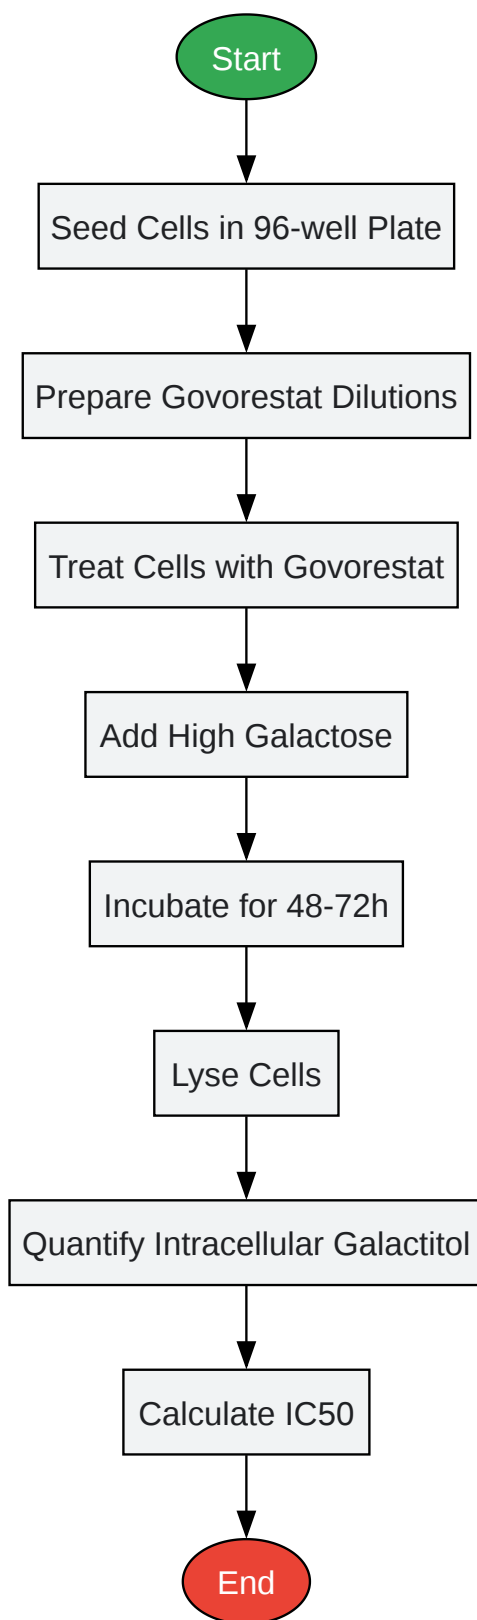 Start
Seed Cells in 96-well Plate
Prepare Govorestat Dilutions
Treat Cells with Govorestat
Add High Galactose
Incubate for 48-72h
Lyse Cells
Quantify Intracellular Galactitol
Calculate IC50
End